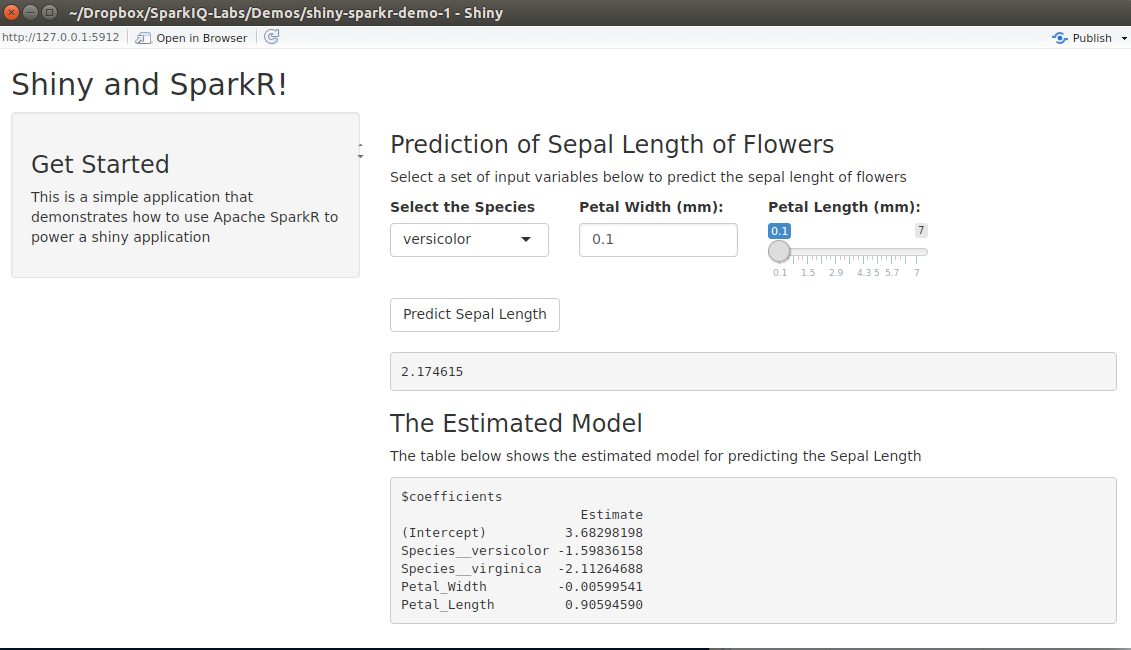 ~/Dropbox/SparkIQ-Labs/Demos/shiny-sparkr-demo-1 - Shiny
http://127.0.0.1:5912 Open in Browser Publish
Shiny and SparkR!
Get Started
This is a simple application that
demonstrates how to use Apache SparkR to
power a shiny application
Prediction of Sepal Length of Flowers
Select a set of input variables below to predict the sepal lenght of flowers
Select the Species Petal Width (mm): Petal Length (mm):
versicolor 0.1 0.1 7
0.1 1.5 2.9 4.3 5 5.7 7
Predict Sepal Length
2.174615
The Estimated Model
The table below shows the estimated model for predicting the Sepal Length
$coefficients
Estimate
(Intercept) 3.68298198
Species__versicolor -1.59836158
Species__virginica -2.11264688
Petal_Width -0.00599541
Petal_Length 0.90594590